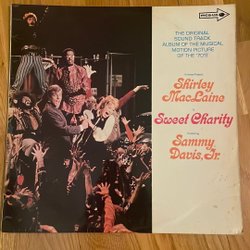 THE ORIGINAL
SOUND TRACK
ALBUM OF THE MUSICAL
MOTION PICTURE
OF THE '70'S
Shirley
MacLaine
Sweet Charity
Sammy
Davis, Jr.